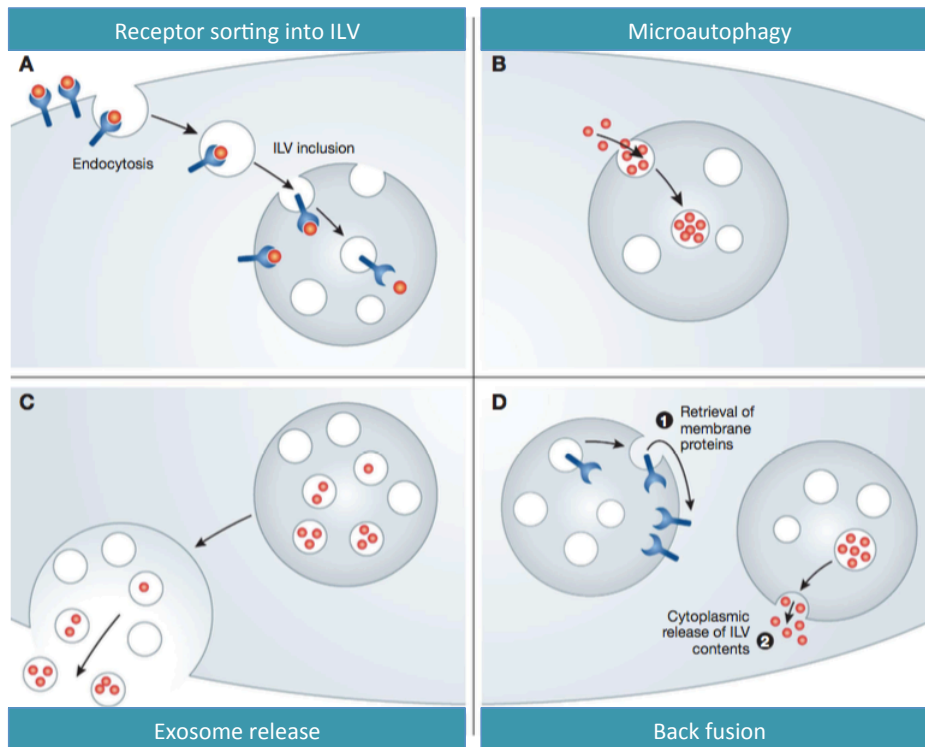 Receptor sorting into ILV
Microautophagy
A
Endocytosis
ILV inclusion
B
C
D
1 Retrieval of
membrane
proteins
Cytoplasmic
release of ILV
contents 2
Exosome release
Back fusion